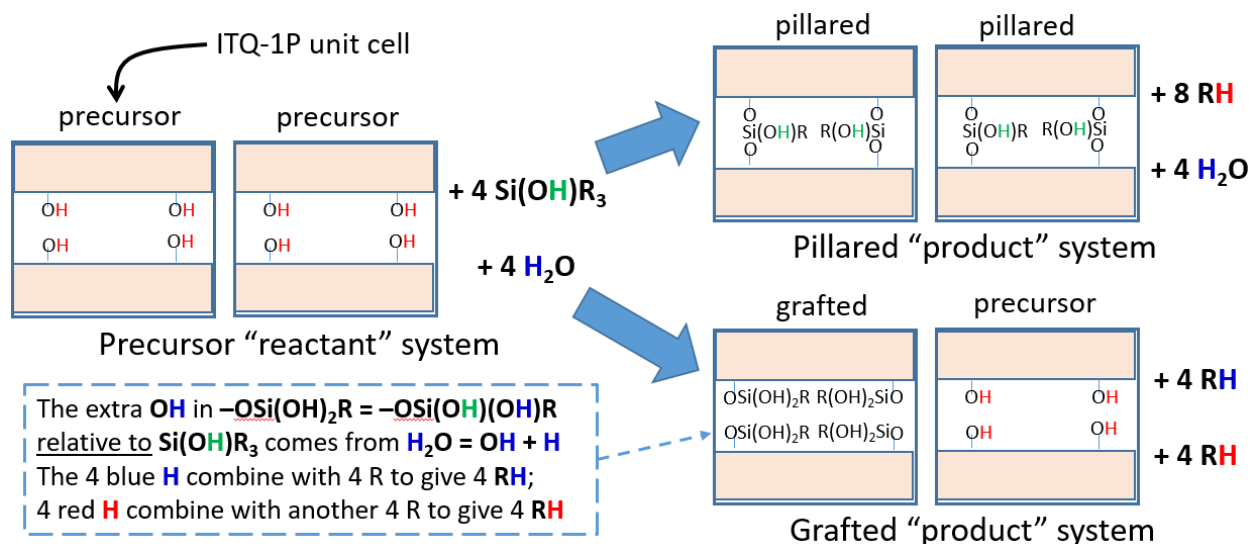 ITQ-1P unit cell
precursor precursor
OH OH OH OH
OH OH OH OH
+ 4 Si(OH)R₃
+ 4 H₂O
Precursor “reactant” system
pillared pillared
O O O O
Si(OH)R R(OH)Si Si(OH)R R(OH)Si
O O O O
+ 8 RH
+ 4 H₂O
Pillared “product” system
grafted precursor
OSi(OH)₂R R(OH)₂SiO OH OH
OSi(OH)₂R R(OH)₂SiO OH OH
+ 4 RH
+ 4 RH
Grafted “product” system
The extra OH in –OSi(OH)₂R = –OSi(OH)(OH)R
relative to Si(OH)R₃ comes from H₂O = OH + H
The 4 blue H combine with 4 R to give 4 RH;
4 red H combine with another 4 R to give 4 RH